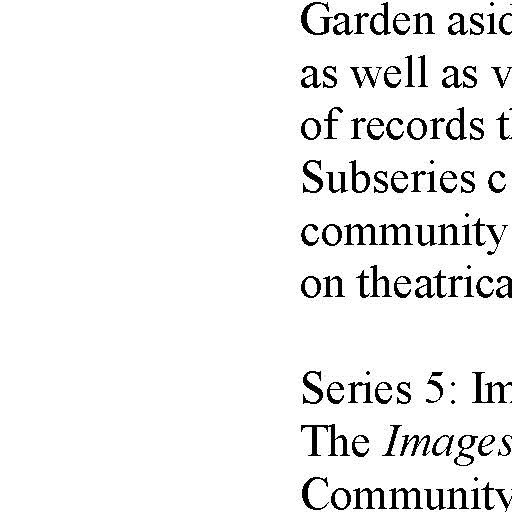 Garden asid
as well as v
of records t
Subseries c
community
on theatrica
Series 5: Im
The Images
Community